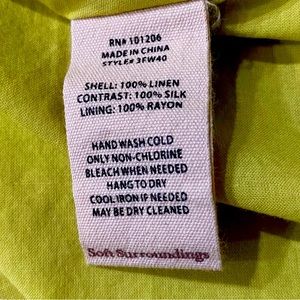 RN# 101206
MADE IN CHINA
STYLE# 3FW40
SHELL: 100% LINEN
CONTRAST: 100% SILK
LINING: 100% RAYON
HAND WASH COLD
ONLY NON-CHLORINE
BLEACH WHEN NEEDED
HANG TO DRY
COOL IRON IF NEEDED
MAY BE DRY CLEANED
Soft Surroundings